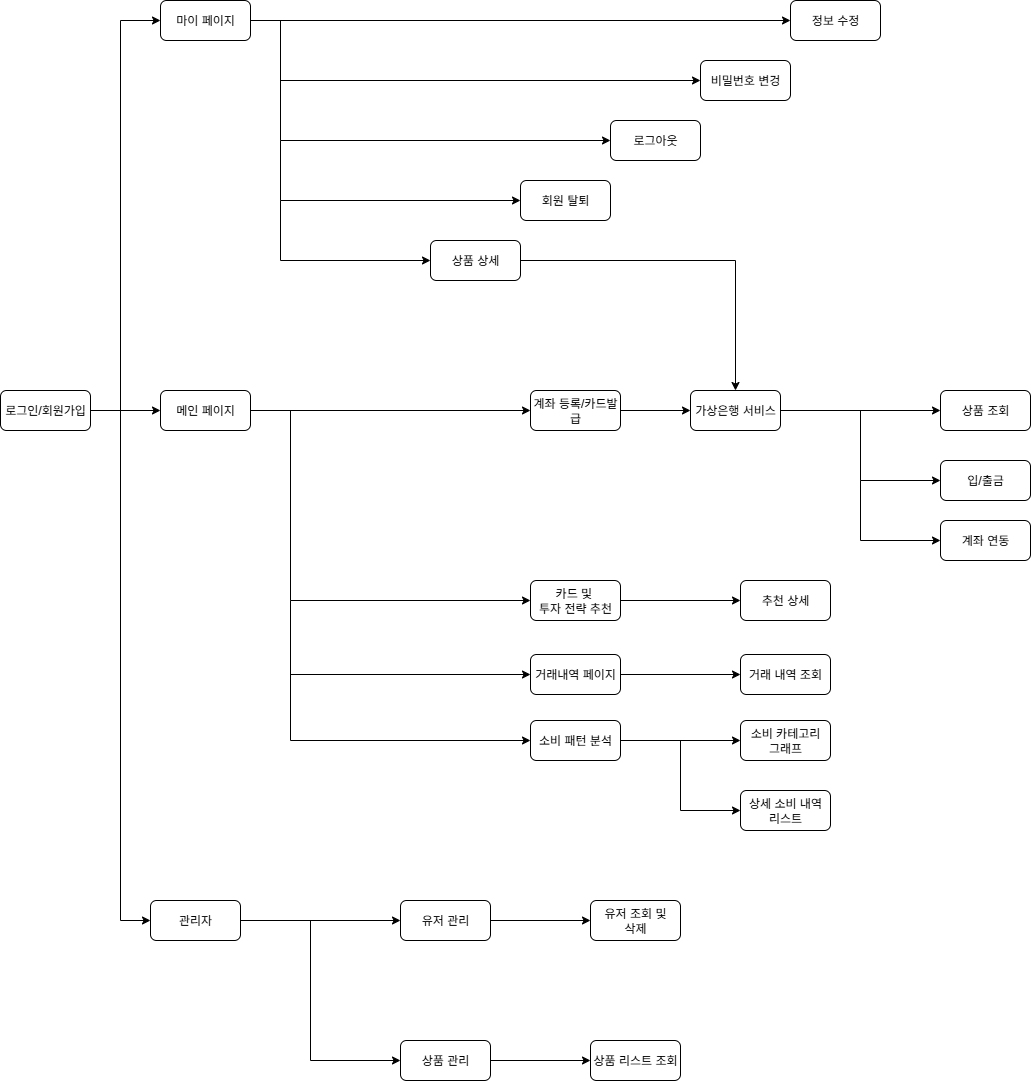 마이 페이지
정보 수정
비밀번호 변겅
로그아웃
회원 탈퇴
상품 상세
로그인/회원가입
메인 페이지
계좌 등록/카드발
급
가상은행 서비스
상품 조회
입/출금
계좌 연동
카드 및
투자 전략 추천
추천 상세
거래내역 페이지
거래 내역 조회
소비 패턴 분석
소비 카테고리
그래프
상세 소비 내역
리스트
관리자
유저 관리
유저 조회 및
삭제
상품 관리
상품 리스트 조회